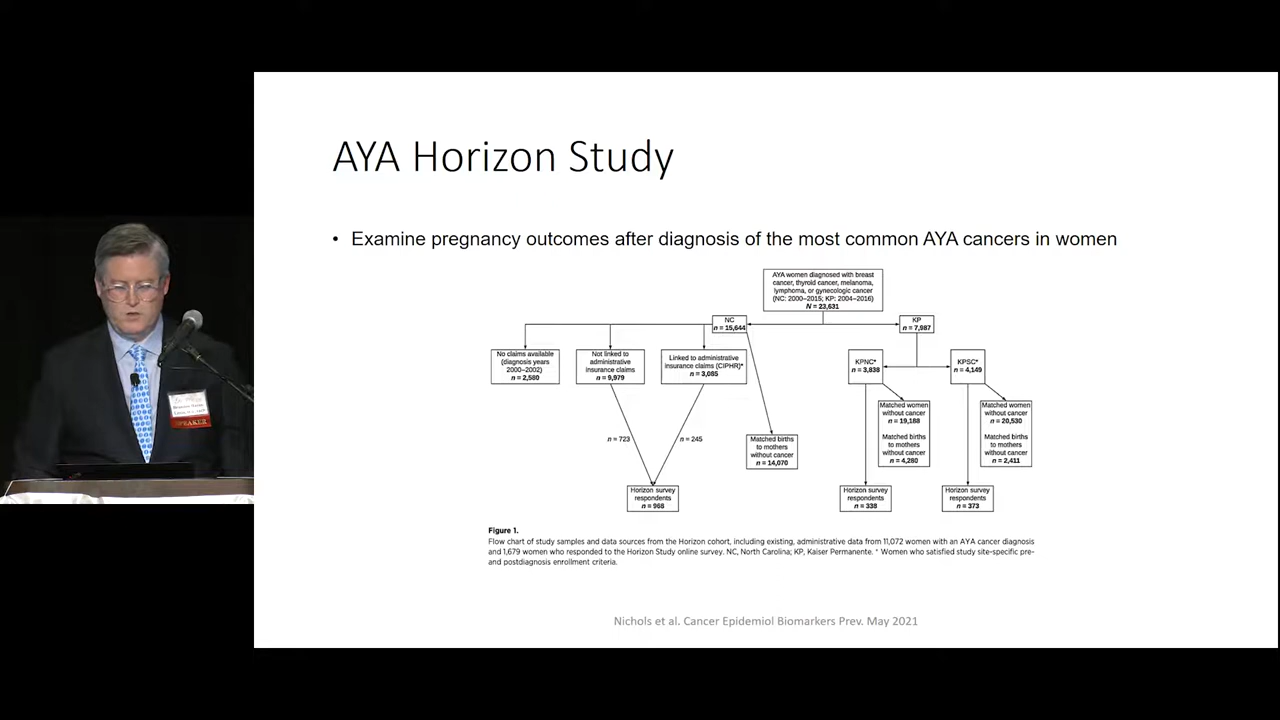 AYA Horizon Study
• Examine pregnancy outcomes after diagnosis of the most common AYA cancers in women
AYA women diagnosed with breast
cancer, thyroid cancer, melanoma,
lymphoma, or gynecologic cancer
(NC: 2000–2015; KP: 2004–2016)
N = 23,631
NC
n = 15,644
KP
n = 7,987
No claims available
(diagnosis years
2000–2002)
n = 2,580
Not linked to
administrative
insurance claims
n = 9,979
Linked to administrative
insurance claims (CIPHR)*
n = 3,085
KPNC*
n = 3,838
KPSC*
n = 4,149
Matched women
without cancer
n = 19,188
Matched births
to mothers
without cancer
n = 4,280
Matched women
without cancer
n = 20,530
Matched births
to mothers
without cancer
n = 2,411
n = 723
n = 245
Matched births
to mothers
without cancer
n = 14,070
Horizon survey
respondents
n = 968
Horizon survey
respondents
n = 338
Horizon survey
respondents
n = 373
Figure 1.
Flow chart of study samples and data sources from the Horizon cohort, including existing, administrative data from 11,072 women with an AYA cancer diagnosis
and 1,679 women who responded to the Horizon Study online survey. NC, North Carolina; KP, Kaiser Permanente. * Women who satisfied study site-specific pre-
and postdiagnosis enrollment criteria.
Nichols et al. Cancer Epidemiol Biomarkers Prev. May 2021
SPEAKER